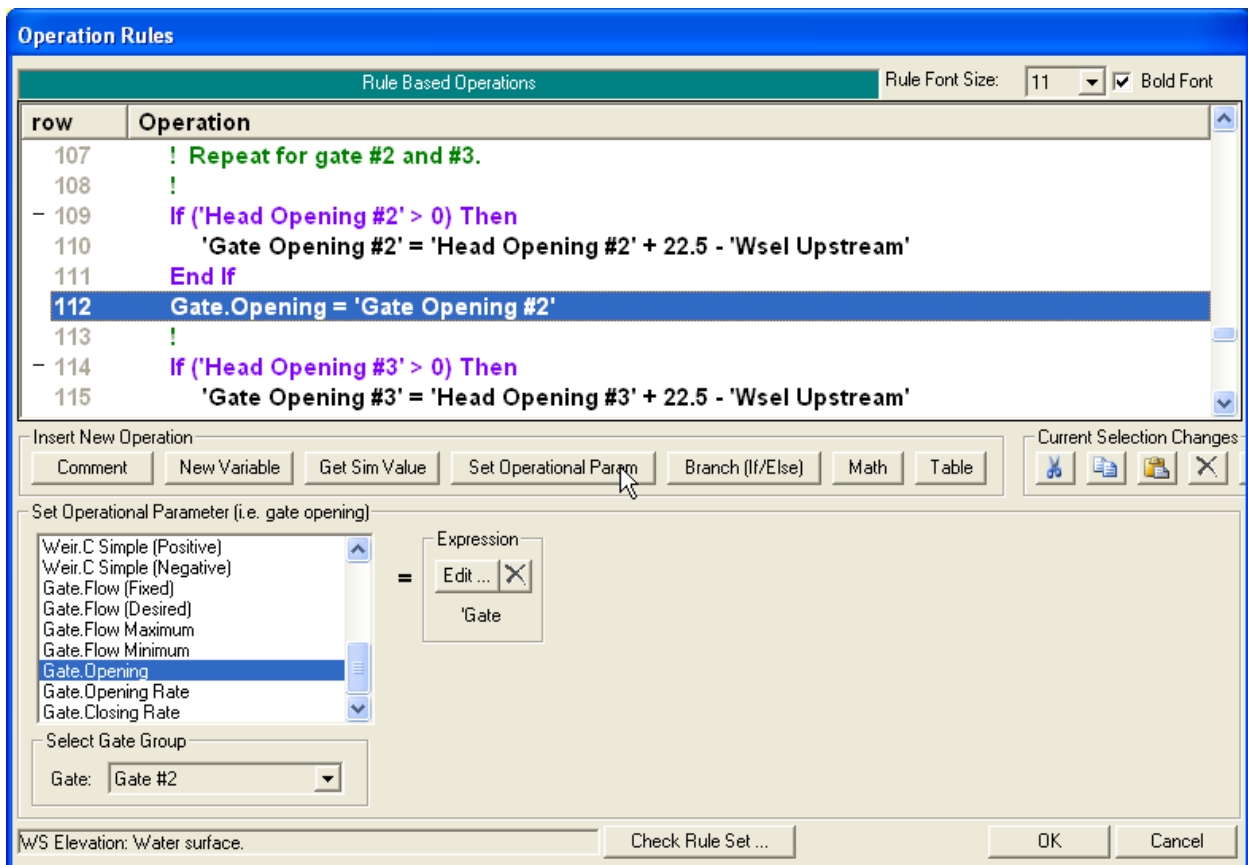 Operation Rules
Rule Based Operations Rule Font Size: 11 Bold Font
row Operation
107 ! Repeat for gate #2 and #3.
108 !
- 109 If ('Head Opening #2' > 0) Then
110 'Gate Opening #2' = 'Head Opening #2' + 22.5 - 'Wsel Upstream'
111 End If
112 Gate.Opening = 'Gate Opening #2'
113 !
- 114 If ('Head Opening #3' > 0) Then
115 'Gate Opening #3' = 'Head Opening #3' + 22.5 - 'Wsel Upstream'
Insert New Operation Current Selection Changes
Comment New Variable Get Sim Value Set Operational Param Branch (If/Else) Math Table
Set Operational Parameter (i.e. gate opening)
Weir.C Simple (Positive)
Weir.C Simple (Negative)
Gate.Flow (Fixed)
Gate.Flow (Desired)
Gate.Flow Maximum
Gate.Flow Minimum
Gate.Opening
Gate.Opening Rate
Gate.Closing Rate
=
Expression
Edit ...
'Gate
Select Gate Group
Gate: Gate #2
WS Elevation: Water surface. Check Rule Set ... OK Cancel